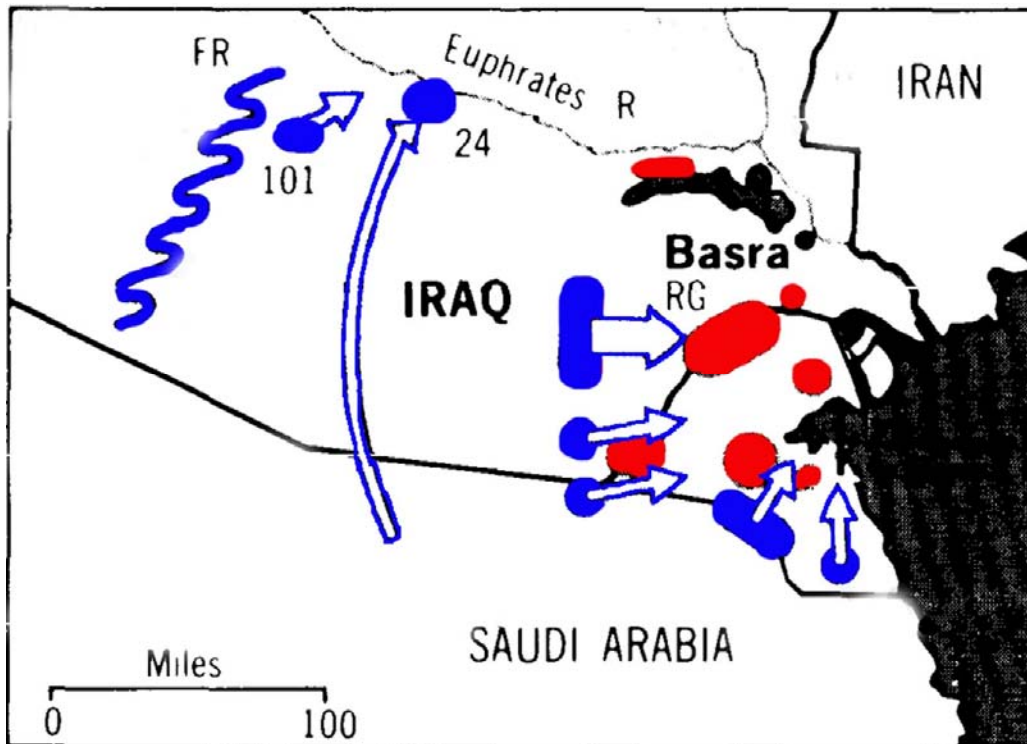 FR
Euphrates R
IRAN
24
101
Basra
RG
IRAQ
SAUDI ARABIA
Miles
0 100